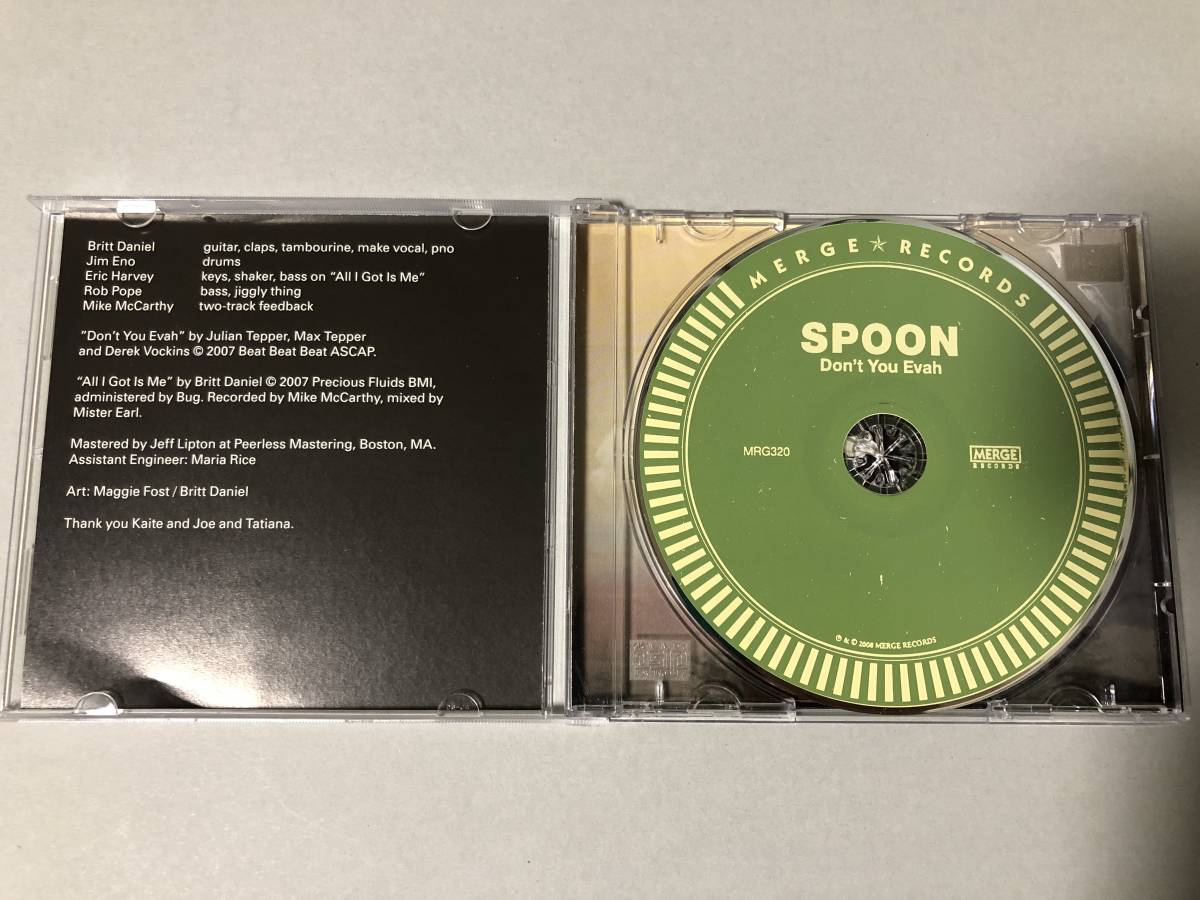 Britt Daniel guitar, claps, tambourine, make vocal, pno
Jim Eno drums
Eric Harvey keys, shaker, bass on “All I Got Is Me”
Rob Pope bass, jiggly thing
Mike McCarthy two-track feedback
“Don’t You Evah” by Julian Tepper, Max Tepper
and Derek Vockins © 2007 Beat Beat Beat ASCAP.
“All I Got Is Me” by Britt Daniel © 2007 Precious Fluids BMI,
administered by Bug. Recorded by Mike McCarthy, mixed by
Mister Earl.
Mastered by Jeff Lipton at Peerless Mastering, Boston, MA.
Assistant Engineer: Maria Rice
Art: Maggie Fost / Britt Daniel
Thank you Kaite and Joe and Tatiana.
MERGE ★ RECORDS
SPOON
Don't You Evah
MRG320
MERGE
RECORDS
℗ & © 2008 MERGE RECORDS